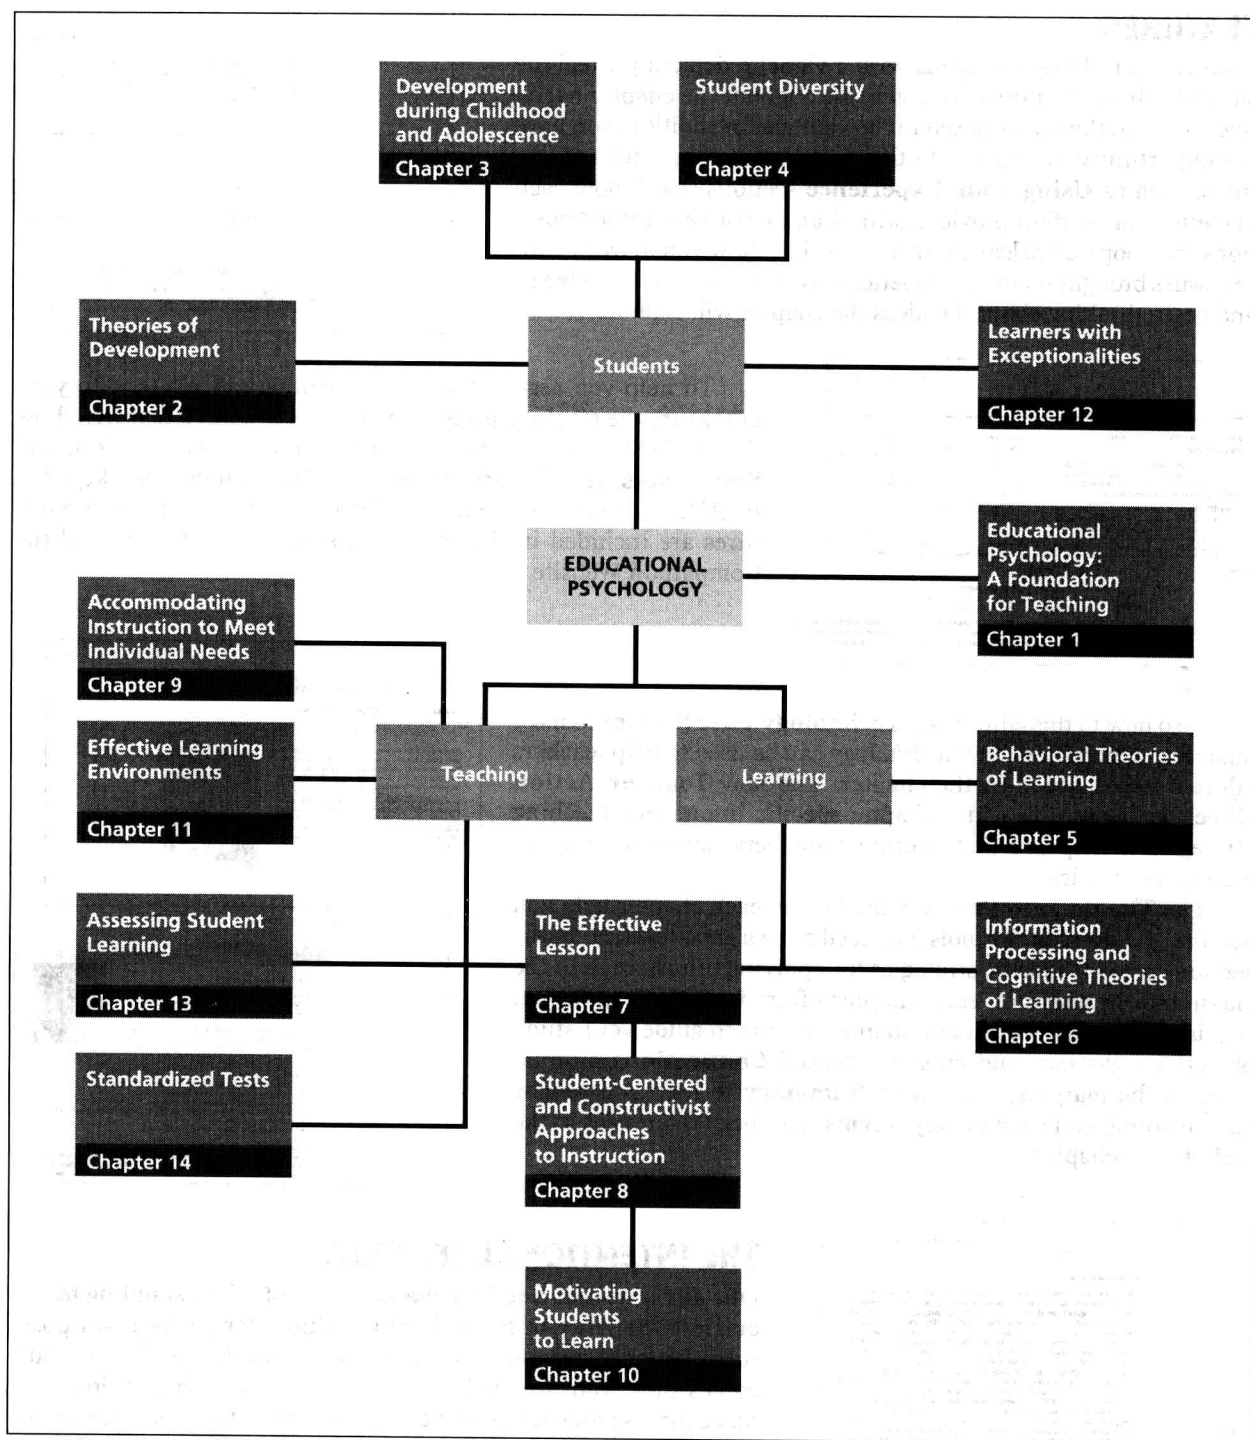 Development
during Childhood
and Adolescence
Chapter 3
Student Diversity
Chapter 4
Theories of
Development
Chapter 2
Students
Learners with
Exceptionalities
Chapter 12
EDUCATIONAL
PSYCHOLOGY
Educational
Psychology:
A Foundation
for Teaching
Chapter 1
Accommodating
Instruction to Meet
Individual Needs
Chapter 9
Effective Learning
Environments
Chapter 11
Teaching
Learning
Behavioral Theories
of Learning
Chapter 5
Assessing Student
Learning
Chapter 13
The Effective
Lesson
Chapter 7
Information
Processing and
Cognitive Theories
of Learning
Chapter 6
Standardized Tests
Chapter 14
Student-Centered
and Constructivist
Approaches
to Instruction
Chapter 8
Motivating
Students
to Learn
Chapter 10